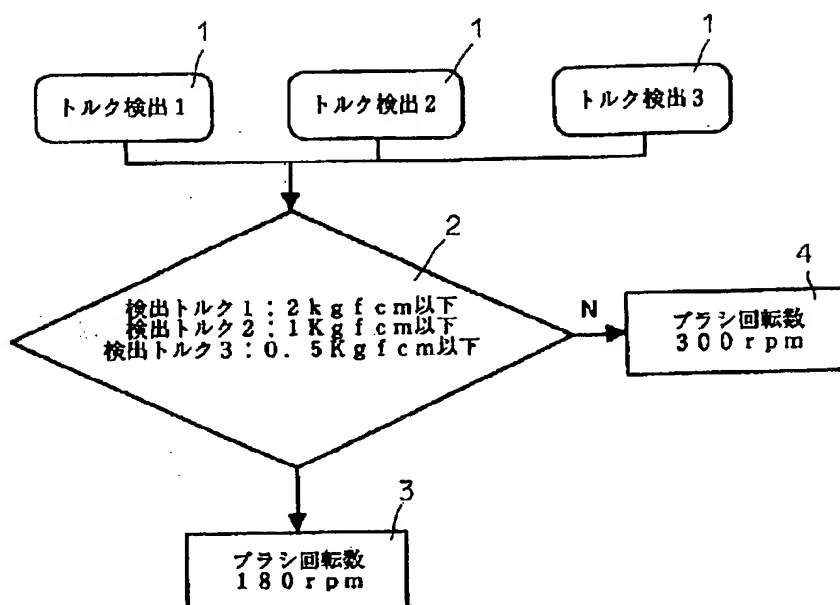 1
1
1
トルク検出1
トルク検出2
トルク検出3
2
検出トルク1:2kgfcm以下
検出トルク2:1Kgfcm以下
検出トルク3:0.5Kgfcm以下
N
4
ブラシ回転数
300rpm
3
ブラシ回転数
180rpm